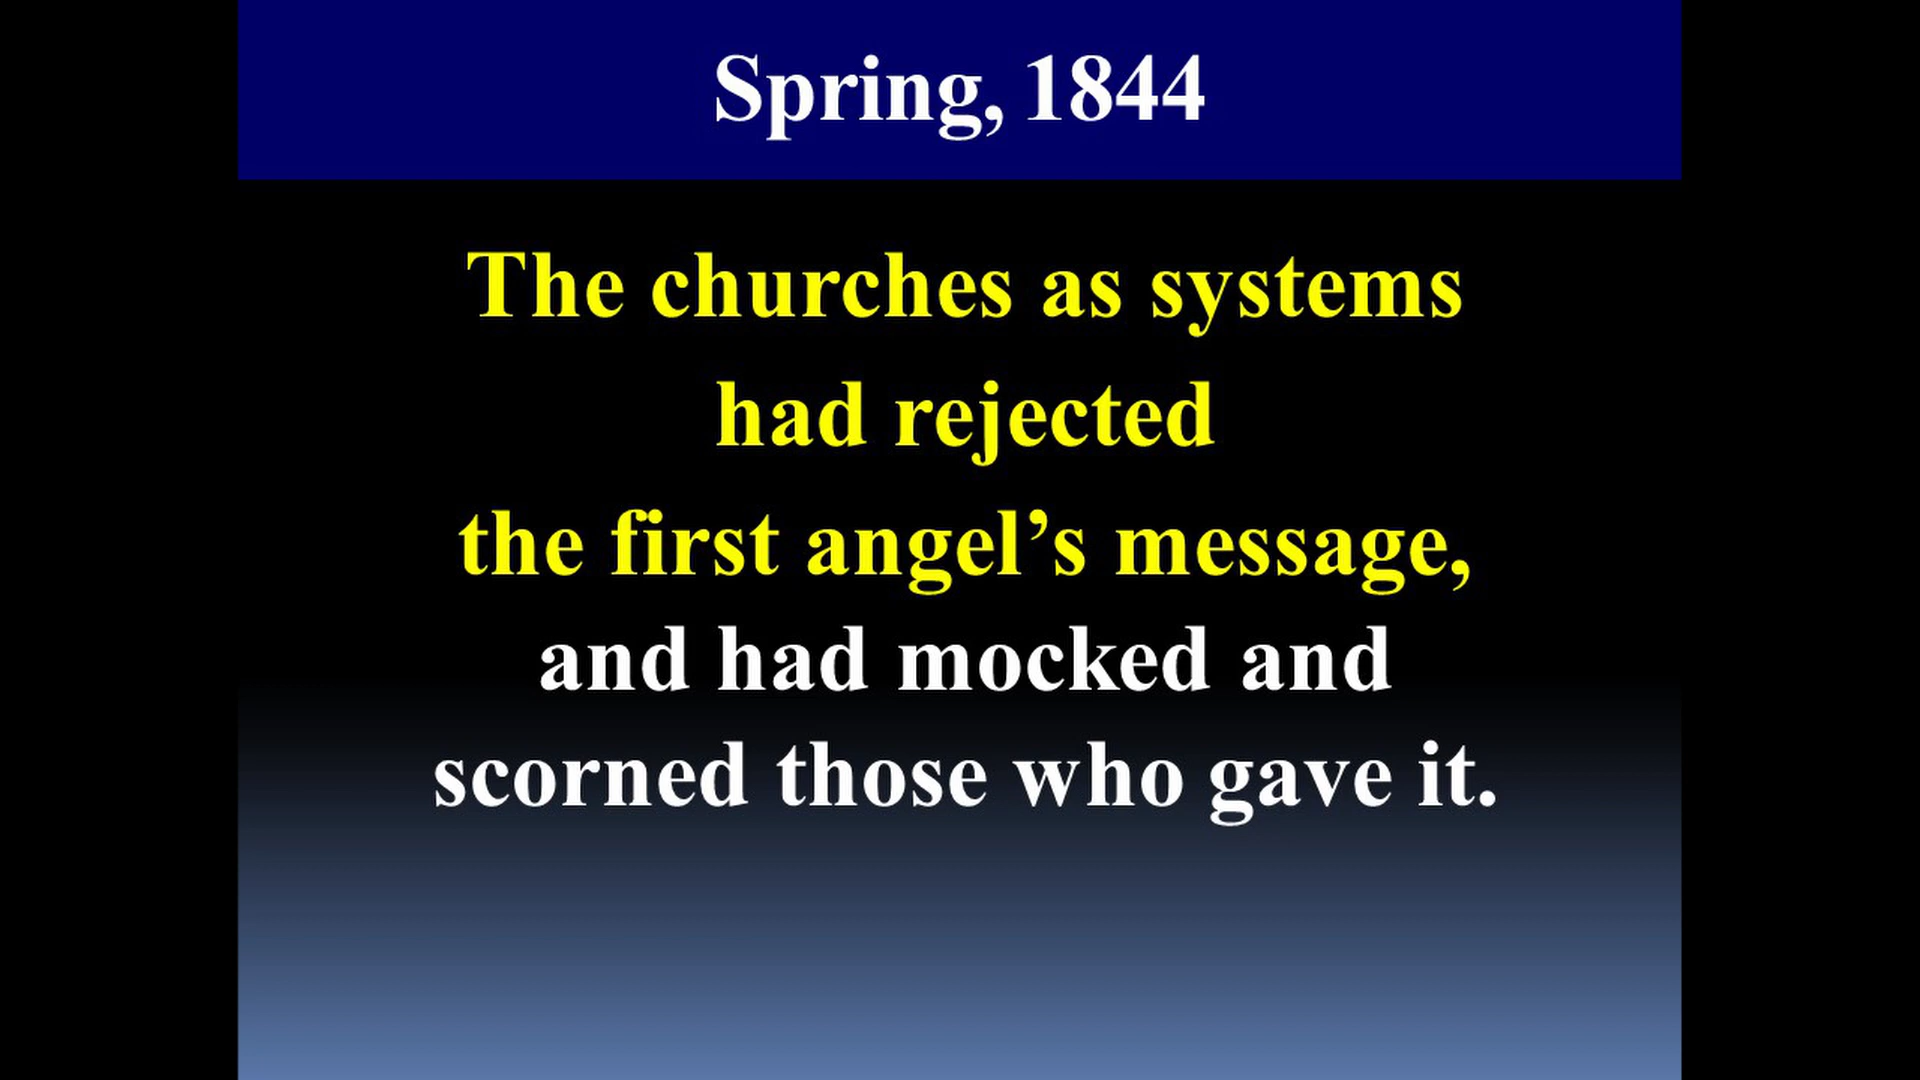 Spring, 1844
The churches as systems
had rejected
the first angel’s message,
and had mocked and
scorned those who gave it.